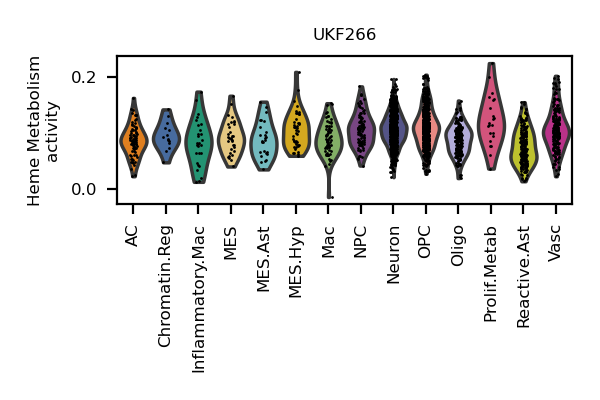 UKF266
Heme Metabolism
activity
0.2
0.0
AC
Chromatin.Reg
Inflammatory.Mac
MES
MES.Ast
MES.Hyp
Mac
NPC
Neuron
OPC
Oligo
Prolif.Metab
Reactive.Ast
Vasc